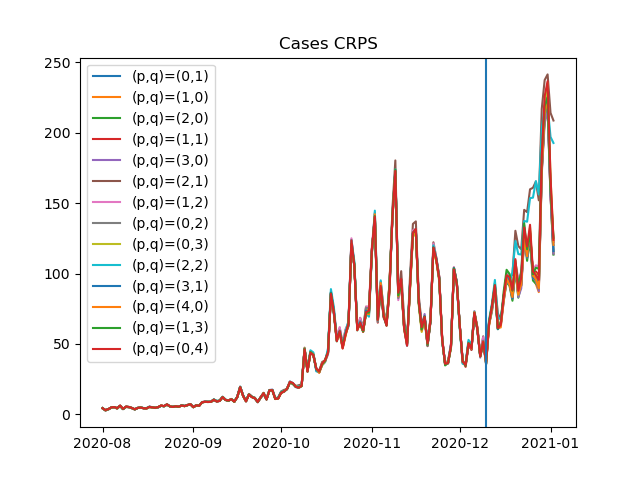 Cases CRPS
250
200
150
100
50
0
(p,q)=(0,1)
(p,q)=(1,0)
(p,q)=(2,0)
(p,q)=(1,1)
(p,q)=(3,0)
(p,q)=(2,1)
(p,q)=(1,2)
(p,q)=(0,2)
(p,q)=(0,3)
(p,q)=(2,2)
(p,q)=(3,1)
(p,q)=(4,0)
(p,q)=(1,3)
(p,q)=(0,4)
2020-08 2020-09 2020-10 2020-11 2020-12 2021-01